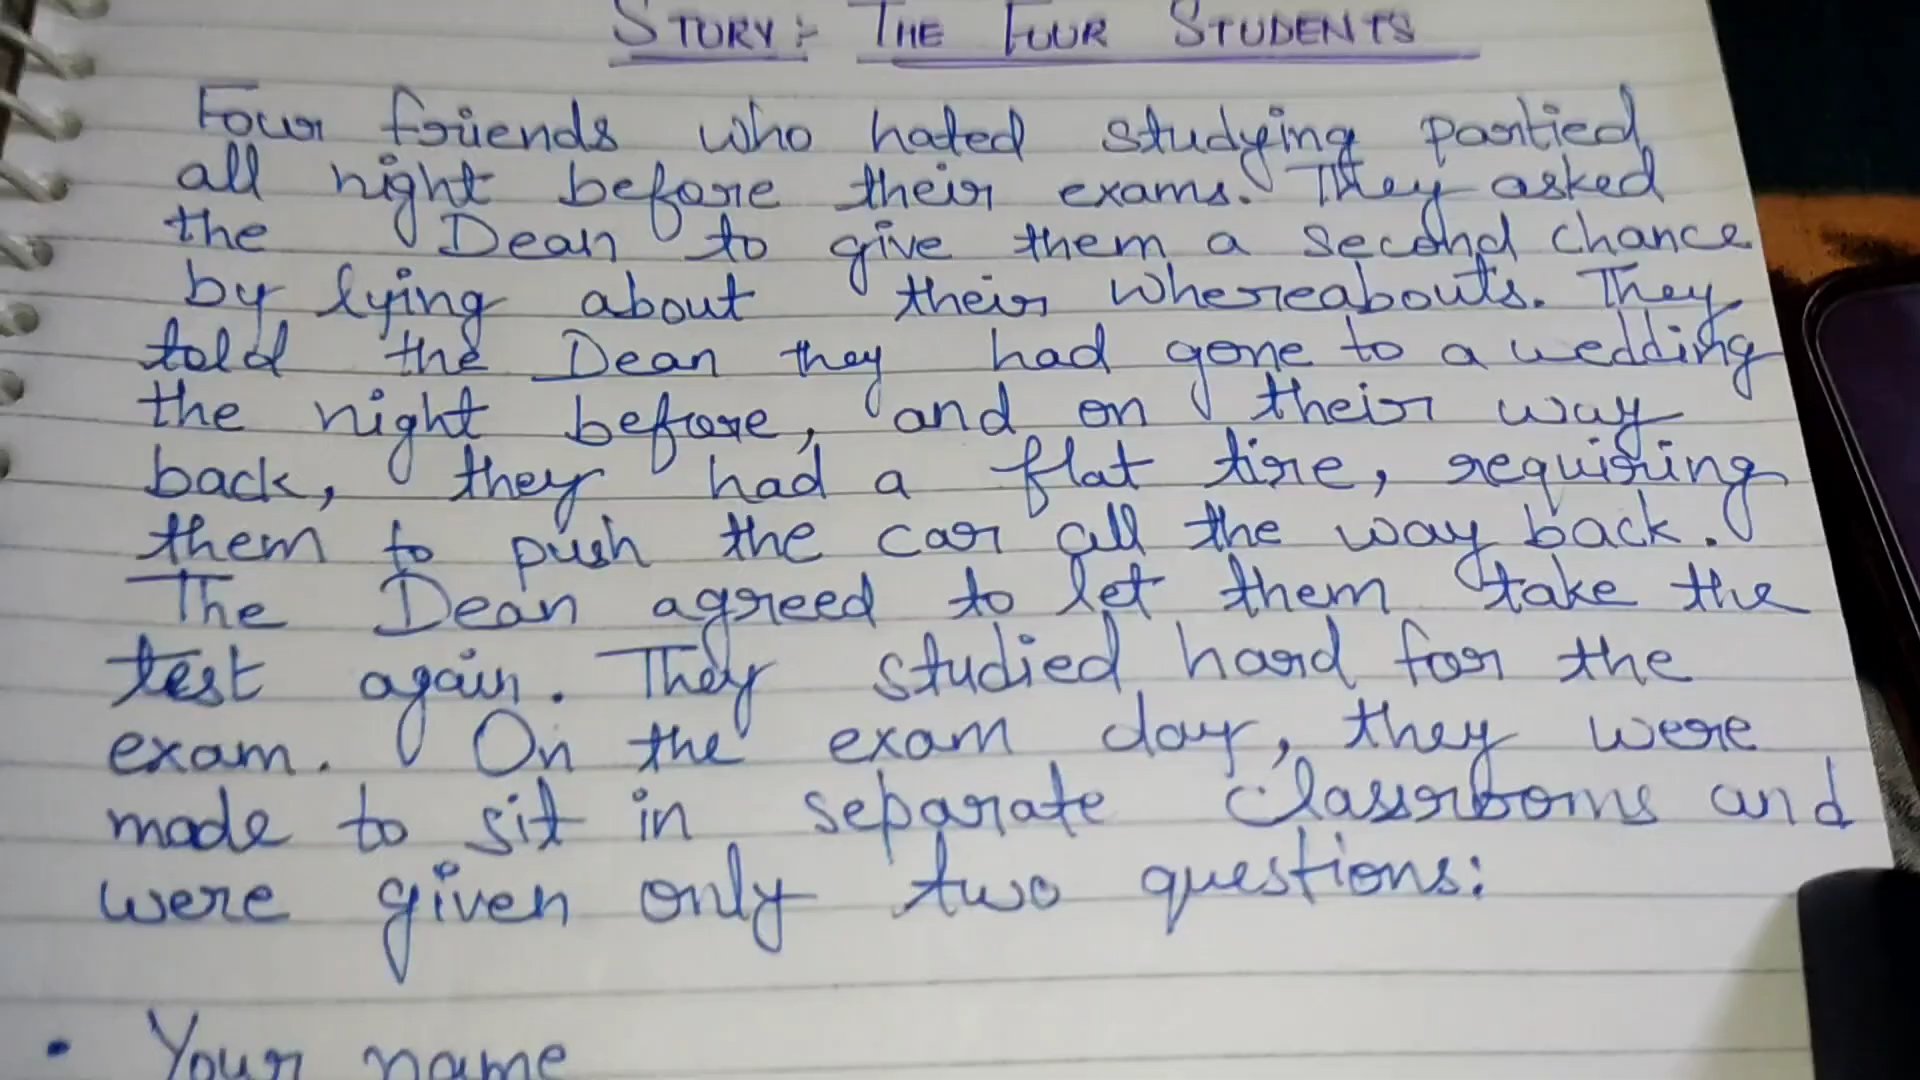 STORY:- THE FOUR STUDENTS
Four friends who hated studying partied
all night before their exams. They asked
the Dean to give them a second chance
by lying about their whereabouts. They
told the Dean they had gone to a wedding
the night before, and on their way
back, they had a flat tire, requiring
them to push the car all the way back.
The Dean agreed to let them take the
test again. They studied hard for the
exam. On the exam day, they were
made to sit in separate classrooms and
were given only two questions:
• Your name